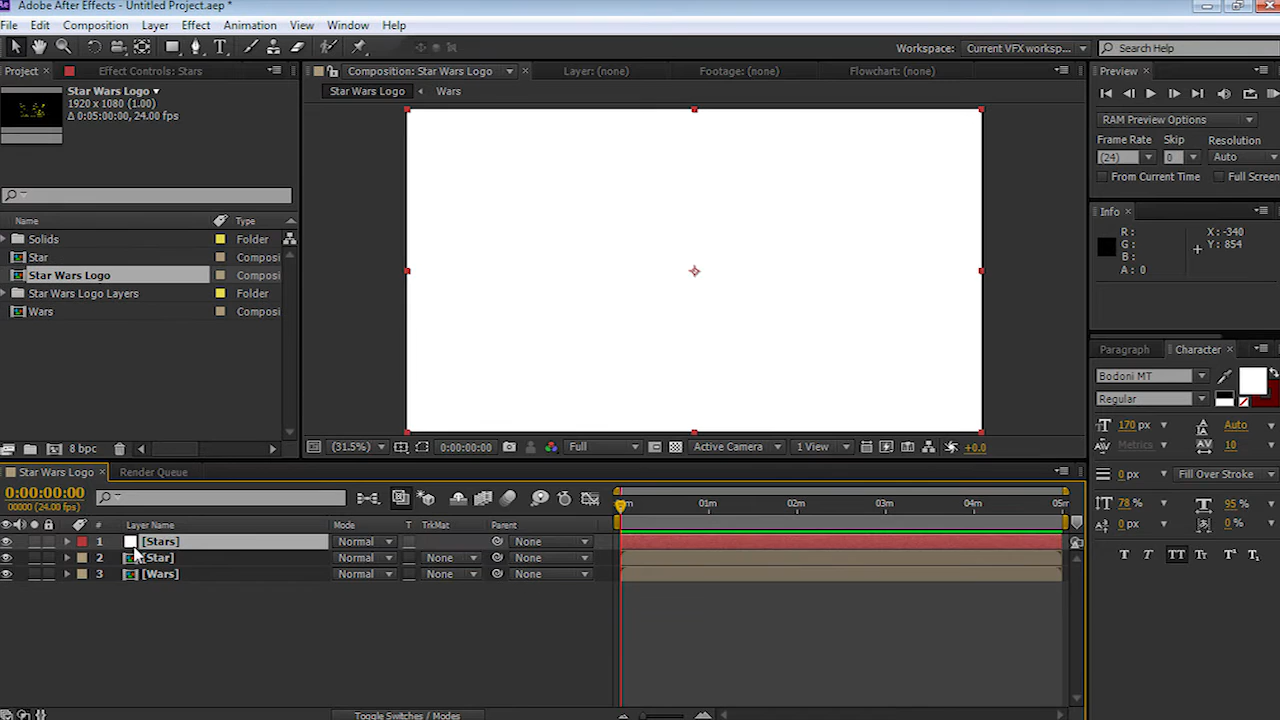 Adobe After Effects - Untitled Project.aep *
File Edit Composition Layer Effect Animation View Window Help
Workspace: Current VFX worksp... Search Help
Project Effect Controls: Stars
Composition: Star Wars Logo Layer: (none) Footage: (none) Flowchart: (none)
Preview
Star Wars Logo Wars
Star Wars Logo
1920 x 1080 (1.00)
Δ 0:05:00:00, 24.00 fps
RAM Preview Options
Frame Rate Skip Resolution
(24) 0 Auto
From Current Time Full Screen
Name Type
Solids Folder
Star Composi
Star Wars Logo Composi
Star Wars Logo Layers Folder
Wars Composi
Info
R:
G:
B:
A: 0
X: -340
Y: 854
Paragraph Character
Bodoni MT
Regular
170 px Auto
Metrics 10
0 px Fill Over Stroke
78 % 95 %
0 px 0 %
T T TT Tr T¹ T₁
8 bpc
(31.5%) 0:00:00:00 Full Active Camera 1 View +0.0
Star Wars Logo Render Queue
0:00:00:00
00000 (24.00 fps)
01m 02m 03m 04m
# Layer Name Mode T TrkMat Parent
1 [Stars] Normal None
2 [Star] Normal None None
3 [Wars] Normal None None
Toggle Switches / Modes